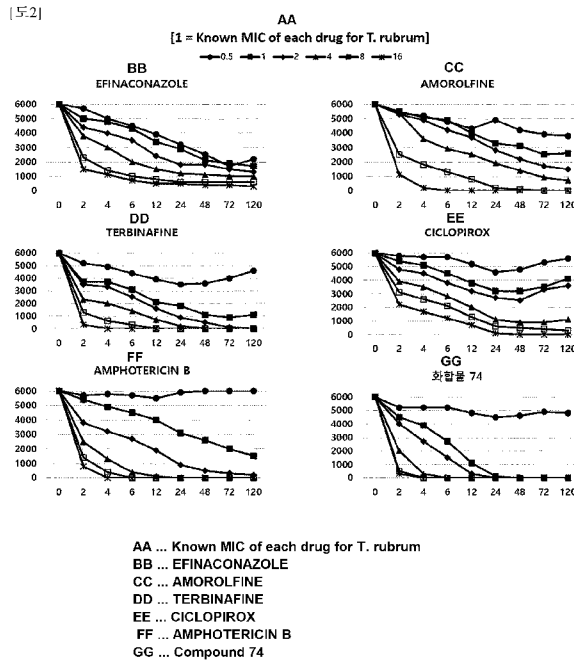 [도2]
AA
[1 = Known MIC of each drug for T. rubrum]
0.5 1 2 4 8 16
BB CC
EFINACONAZOLE AMOROLFINE
6000 6000
5000 5000
4000 4000
3000 3000
2000 2000
1000 1000
0 0
0 2 4 6 12 24 48 72 120 0 2 4 6 12 24 48 72 120
DD EE
TERBINAFINE CICLOPIROX
6000 6000
5000 5000
4000 4000
3000 3000
2000 2000
1000 1000
0 0
0 2 4 6 12 24 48 72 120 0 2 4 6 12 24 48 72 120
FF GG
AMPHOTERICIN B 화합물 74
6000 6000
5000 5000
4000 4000
3000 3000
2000 2000
1000 1000
0 0
0 2 4 6 12 24 48 72 120 0 2 4 6 12 24 48 72 120
AA ... Known MIC of each drug for T. rubrum
BB ... EFINACONAZOLE
CC ... AMOROLFINE
DD ... TERBINAFINE
EE ... CICLOPIROX
FF ... AMPHOTERICIN B
GG ... Compound 74